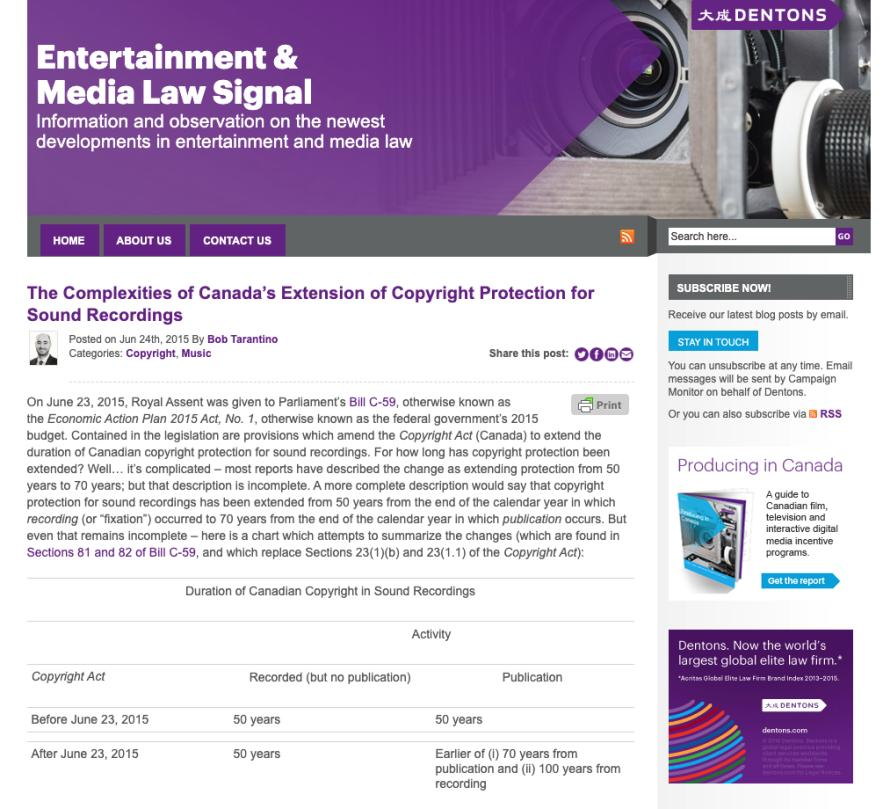 大成 DENTONS
Entertainment &
Media Law Signal
Information and observation on the newest
developments in entertainment and media law
HOME ABOUT US CONTACT US
Search here... GO
The Complexities of Canada's Extension of Copyright Protection for
Sound Recordings
Posted on Jun 24th, 2015 By Bob Tarantino
Categories: Copyright, Music
Share this post:
Print
On June 23, 2015, Royal Assent was given to Parliament's Bill C-59, otherwise known as
the Economic Action Plan 2015 Act, No. 1, otherwise known as the federal government's 2015
budget. Contained in the legislation are provisions which amend the Copyright Act (Canada) to extend the
duration of Canadian copyright protection for sound recordings. For how long has copyright protection been
extended? Well… it's complicated – most reports have described the change as extending protection from 50
years to 70 years; but that description is incomplete. A more complete description would say that copyright
protection for sound recordings has been extended from 50 years from the end of the calendar year in which
recording (or "fixation") occurred to 70 years from the end of the calendar year in which publication occurs. But
even that remains incomplete – here is a chart which attempts to summarize the changes (which are found in
Sections 81 and 82 of Bill C-59, and which replace Sections 23(1)(b) and 23(1.1) of the Copyright Act):
Duration of Canadian Copyright in Sound Recordings
Activity
Copyright Act Recorded (but no publication) Publication
Before June 23, 2015 50 years 50 years
After June 23, 2015 50 years Earlier of (i) 70 years from
publication and (ii) 100 years from
recording
SUBSCRIBE NOW!
Receive our latest blog posts by email.
STAY IN TOUCH
You can unsubscribe at any time. Email
messages will be sent by Campaign
Monitor on behalf of Dentons.
Or you can also subscribe via RSS
Producing in Canada
Producing in
Canada
A guide to
Canadian film,
television and
interactive digital
media incentive
programs.
Get the report
Dentons. Now the world's
largest global elite law firm.*
*Acritas Global Elite Law Firm Brand Index 2013–2015.
大成 DENTONS
dentons.com